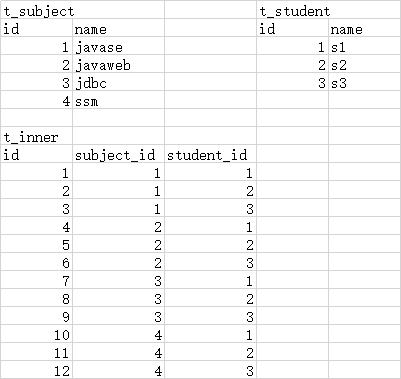 t_subject t_student
id name id name
1 javase 1 s1
2 javaweb 2 s2
3 jdbc 3 s3
4 ssm
t_inner
id subject_id student_id
1 1 1
2 1 2
3 1 3
4 2 1
5 2 2
6 2 3
7 3 1
8 3 2
9 3 3
10 4 1
11 4 2
12 4 3